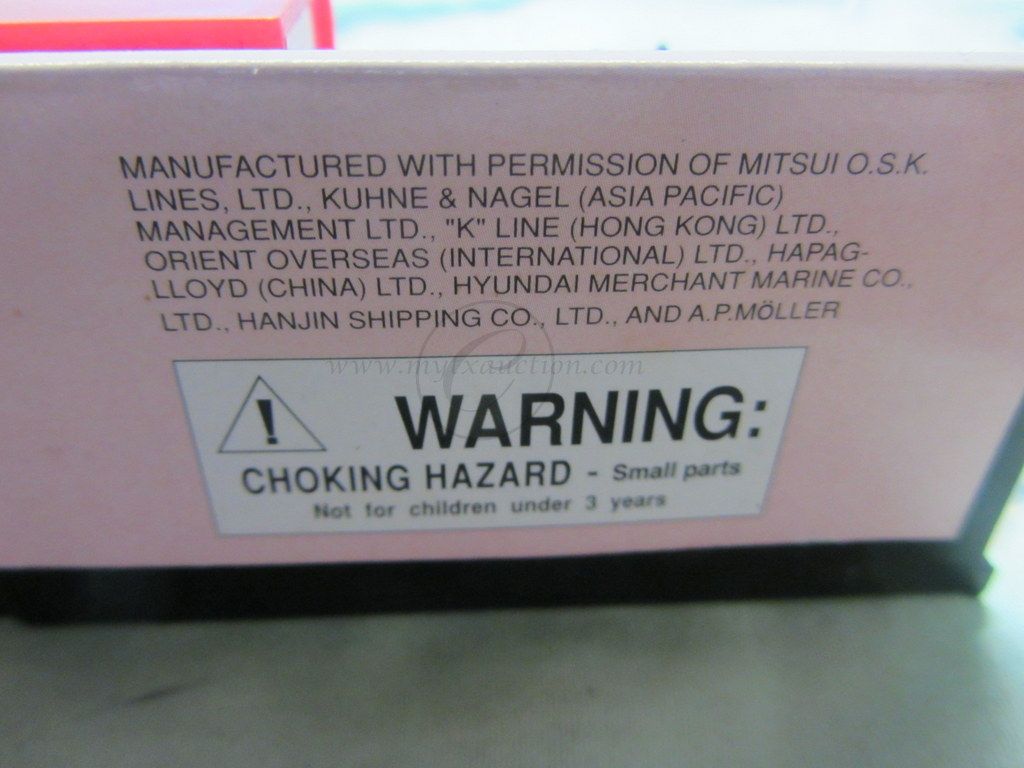 MANUFACTURED WITH PERMISSION OF MITSUI O.S.K.
LINES, LTD., KUHNE & NAGEL (ASIA PACIFIC)
MANAGEMENT LTD., "K" LINE (HONG KONG) LTD.,
ORIENT OVERSEAS (INTERNATIONAL) LTD., HAPAG-
LLOYD (CHINA) LTD., HYUNDAI MERCHANT MARINE CO.,
LTD., HANJIN SHIPPING CO., LTD., AND A.P.MÖLLER
www.myfxauction.com
! WARNING:
CHOKING HAZARD - Small parts
Not for children under 3 years